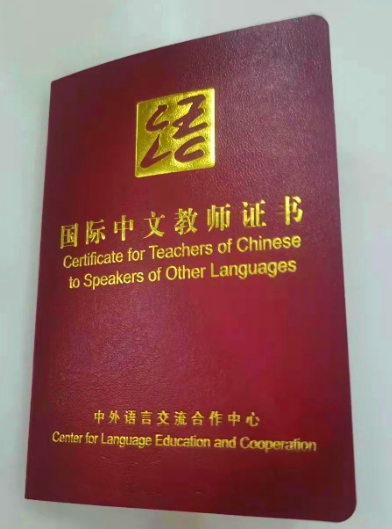 国际中文教师证书
Certificate for Teachers of Chinese
to Speakers of Other Languages
中外语言交流合作中心
Center for Language Education and Cooperation